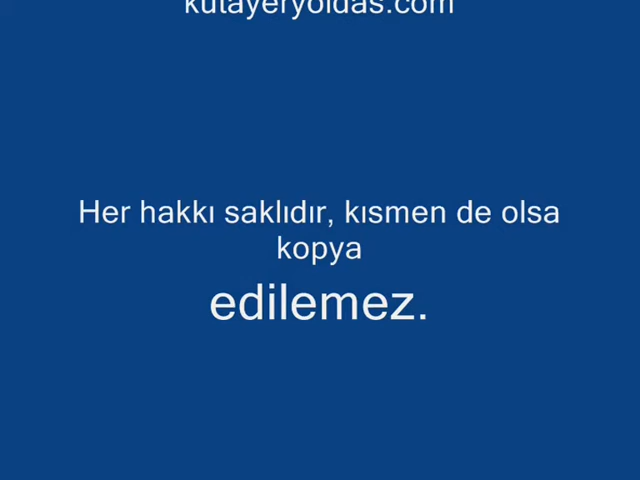 kutayeryoldas.com
Her hakkı saklıdır, kısmen de olsa
kopya
edilemez.